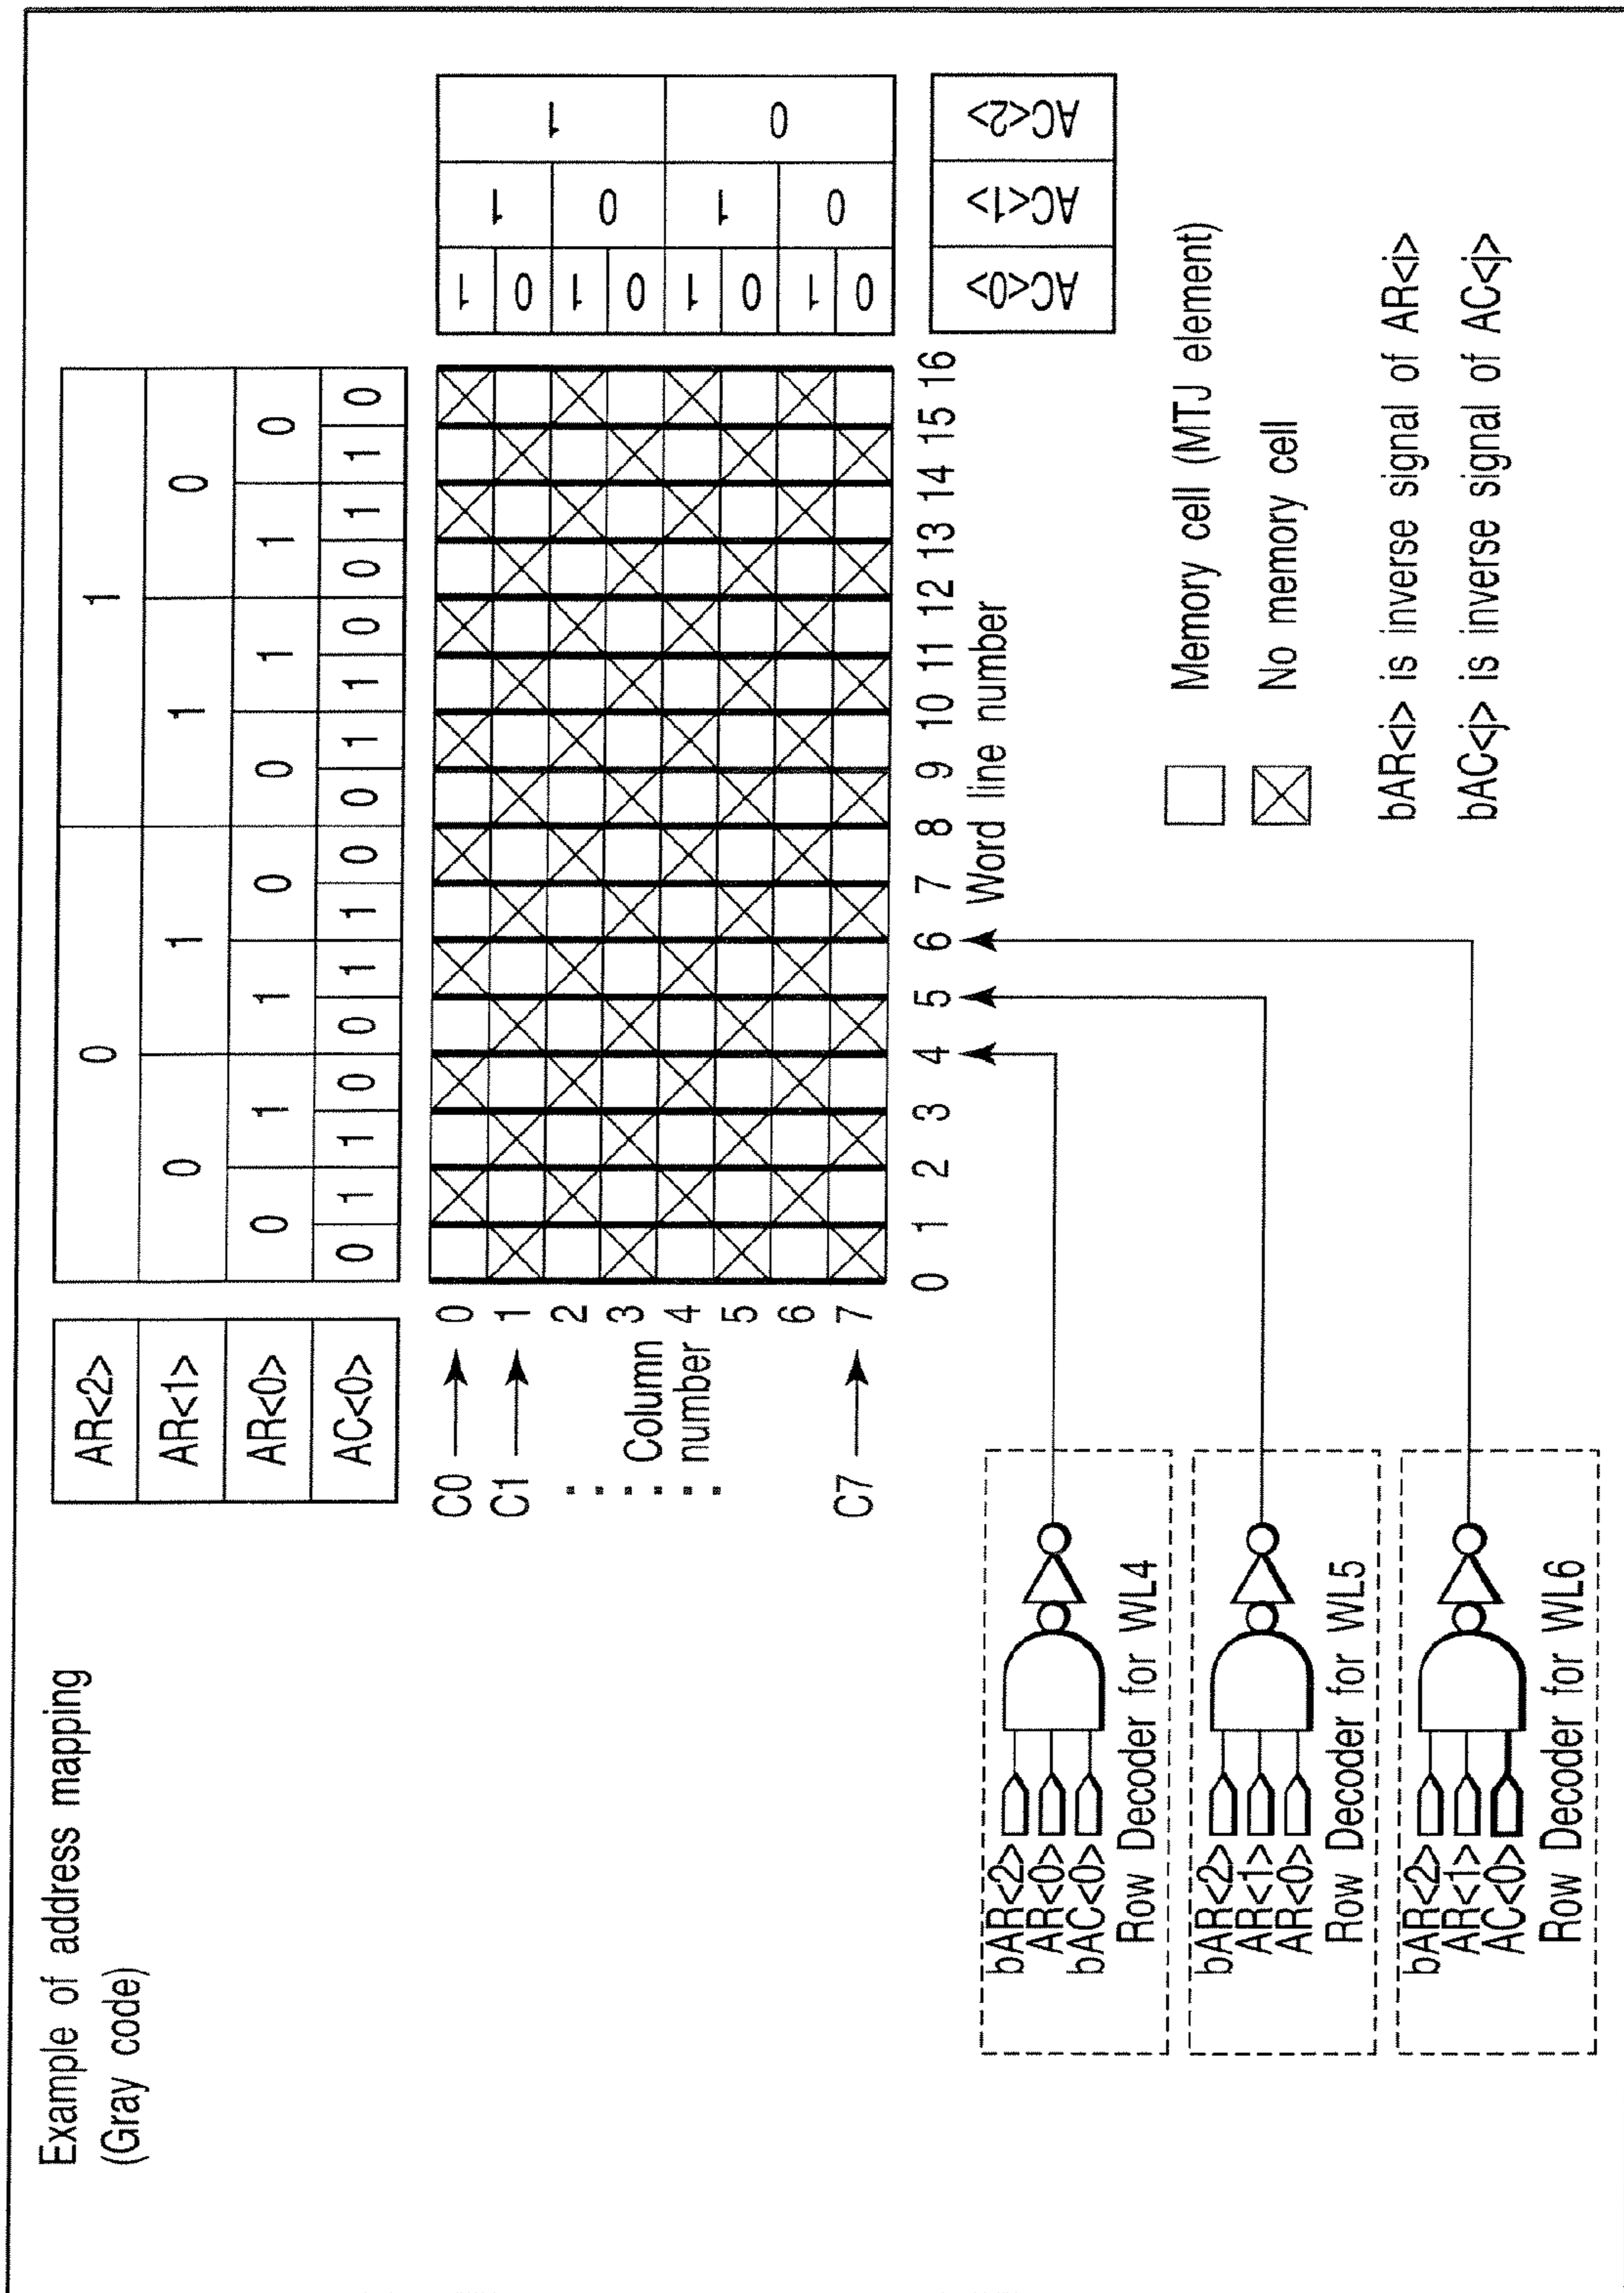 Example of address mapping
(Gray code)
AR<2>
0 1
AR<1>
0 1 1 0
AR<0>
0 1 1 0 0 1 1 0
AC<0>
0 1 1 0 0 1 1 0 0 1 1 0 0 1 1 0
C0
C1
C7
Column
number
0
1
2
3
4
5
6
7
0 1 2 3 4 5 6 7 8 9 10 11 12 13 14 15 16
Word line number
AC<0>
1 0 1 0 1 0 1 0
AC<1>
1 0 1 0
AC<2>
1 0
bAR<2>
AR<0>
bAC<0>
Row Decoder for WL4
bAR<2>
AR<1>
AR<0>
Row Decoder for WL5
bAR<2>
AR<1>
AC<0>
Row Decoder for WL6
Memory cell (MTJ element)
No memory cell
bAR<i> is inverse signal of AR<i>
bAC<j> is inverse signal of AC<j>